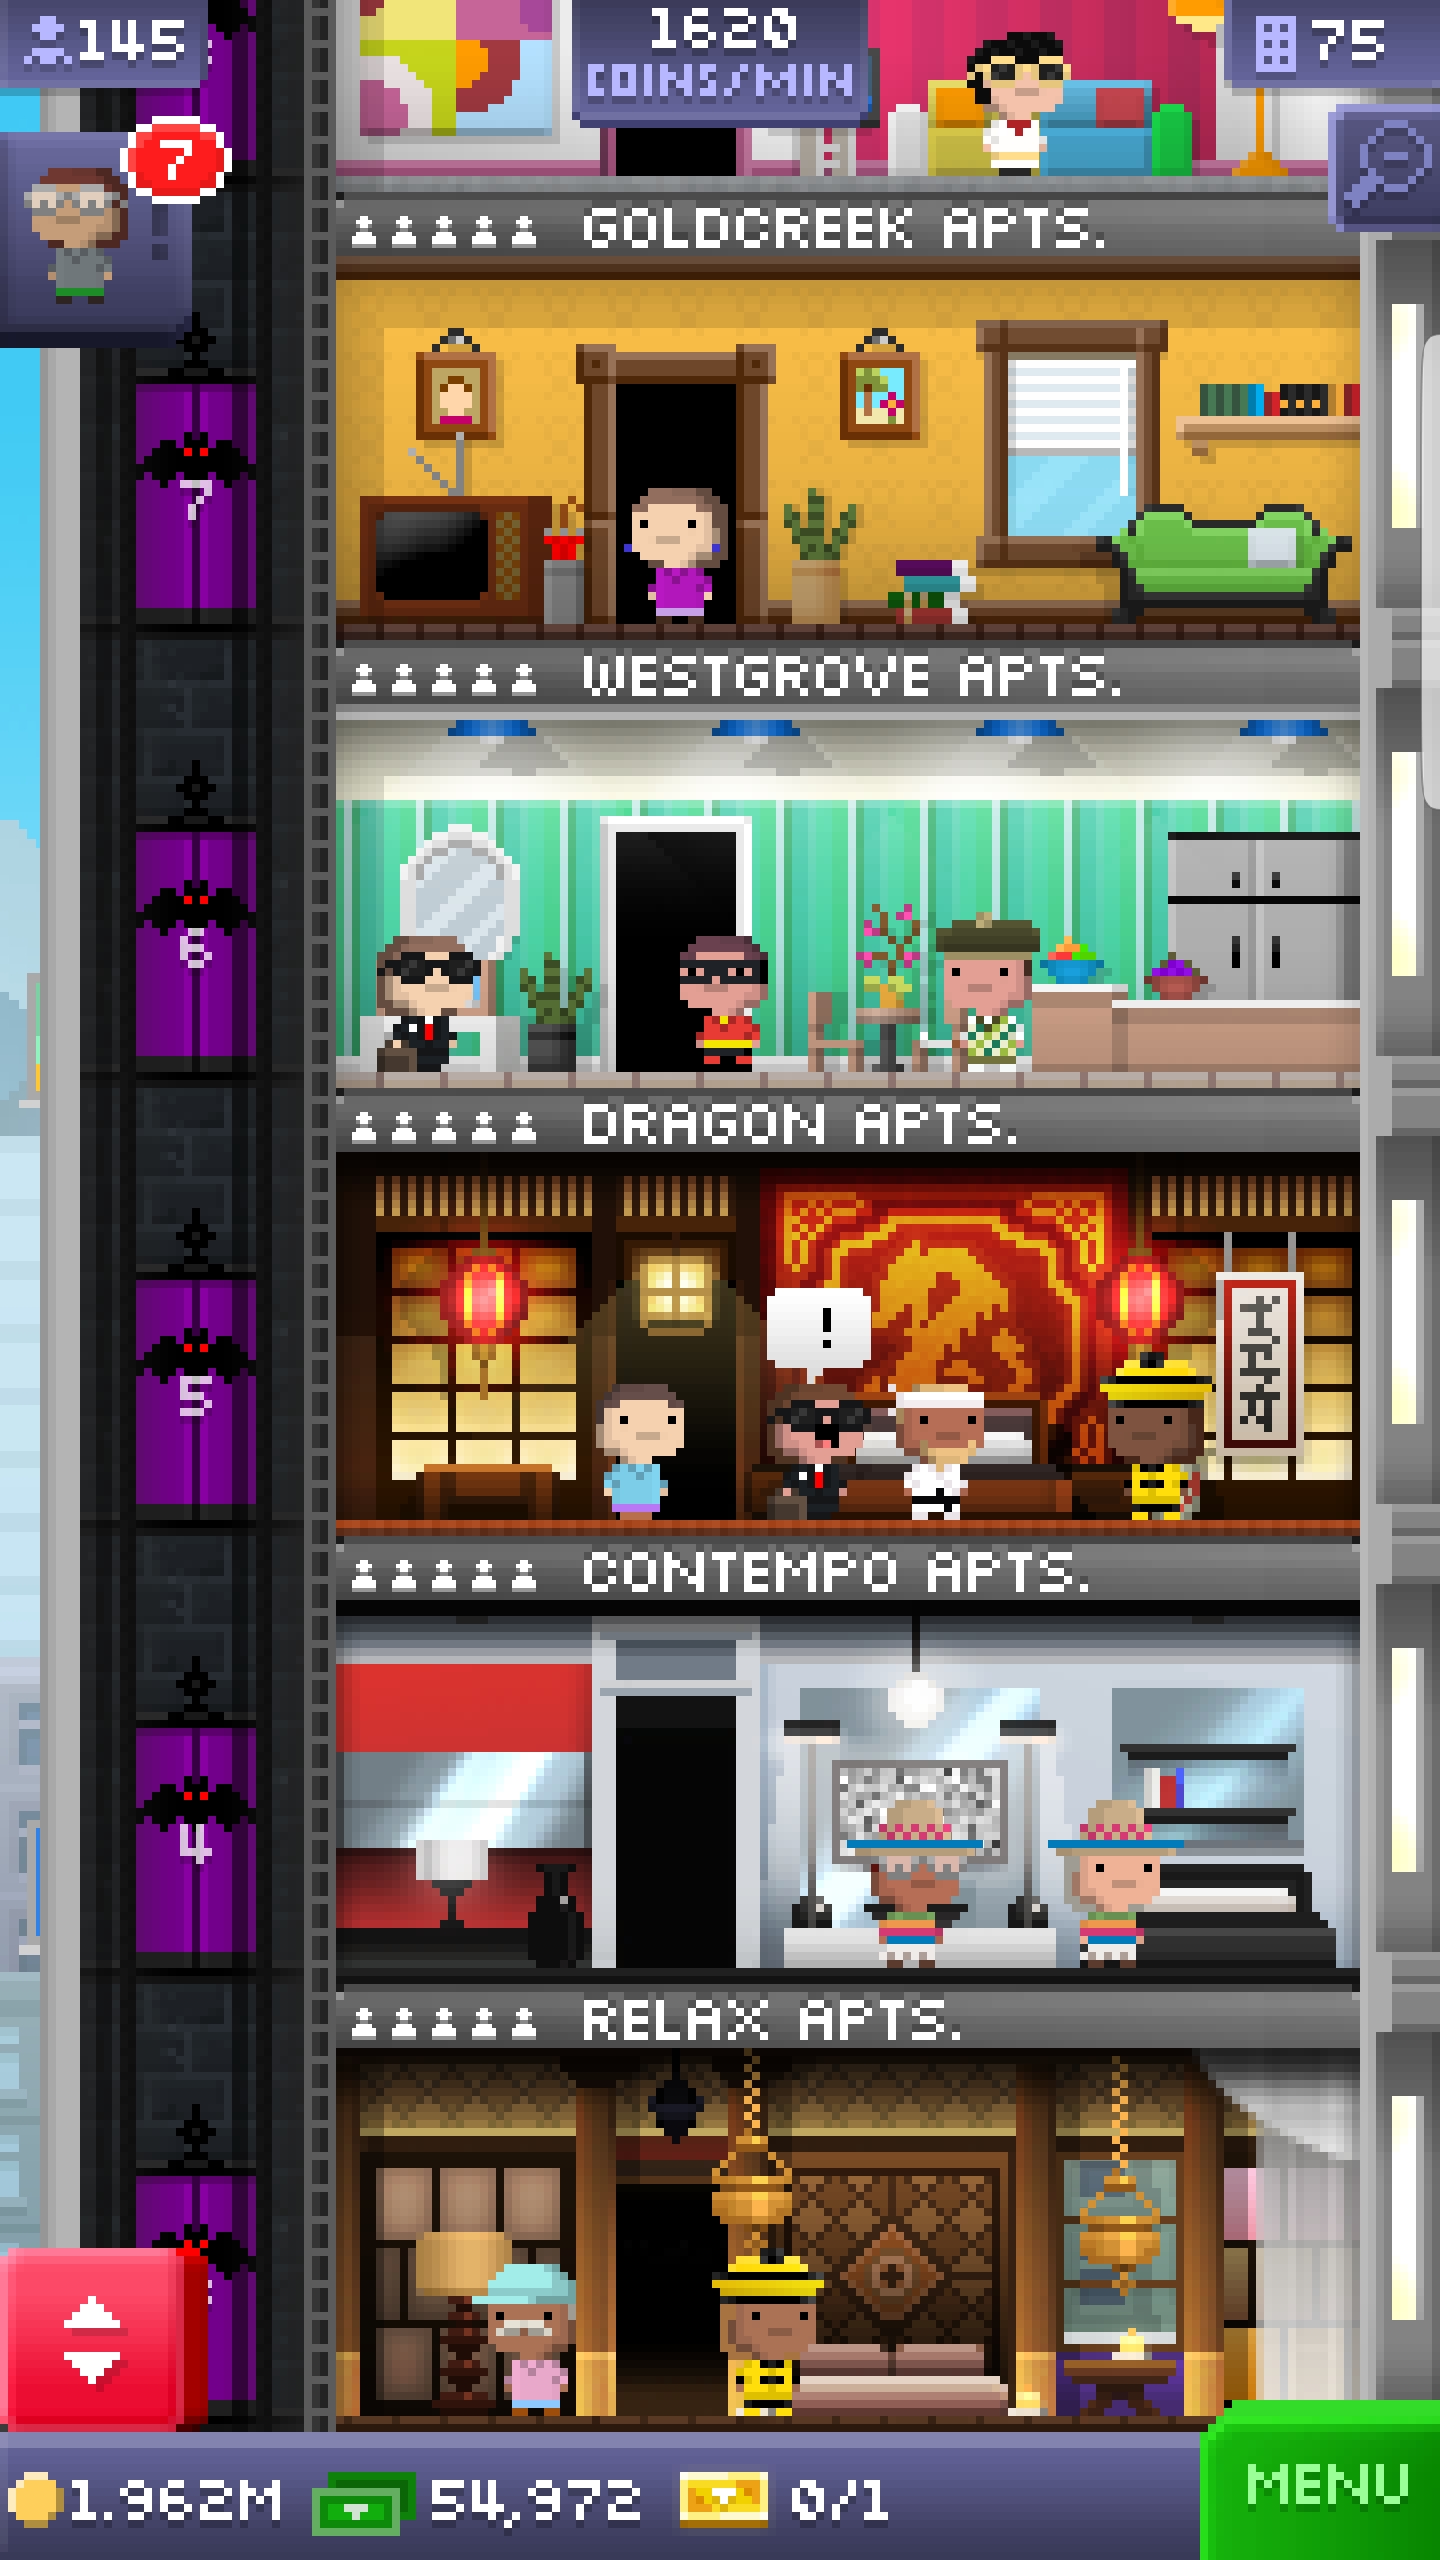 145
1620
COINS/MIN
75
7
GOLDCREEK APTS.
7
WESTGROVE APTS.
6
DRAGON APTS.
!
5
CONTEMPO APTS.
4
RELAX APTS.
1.962M
54,972
0/1
MENU